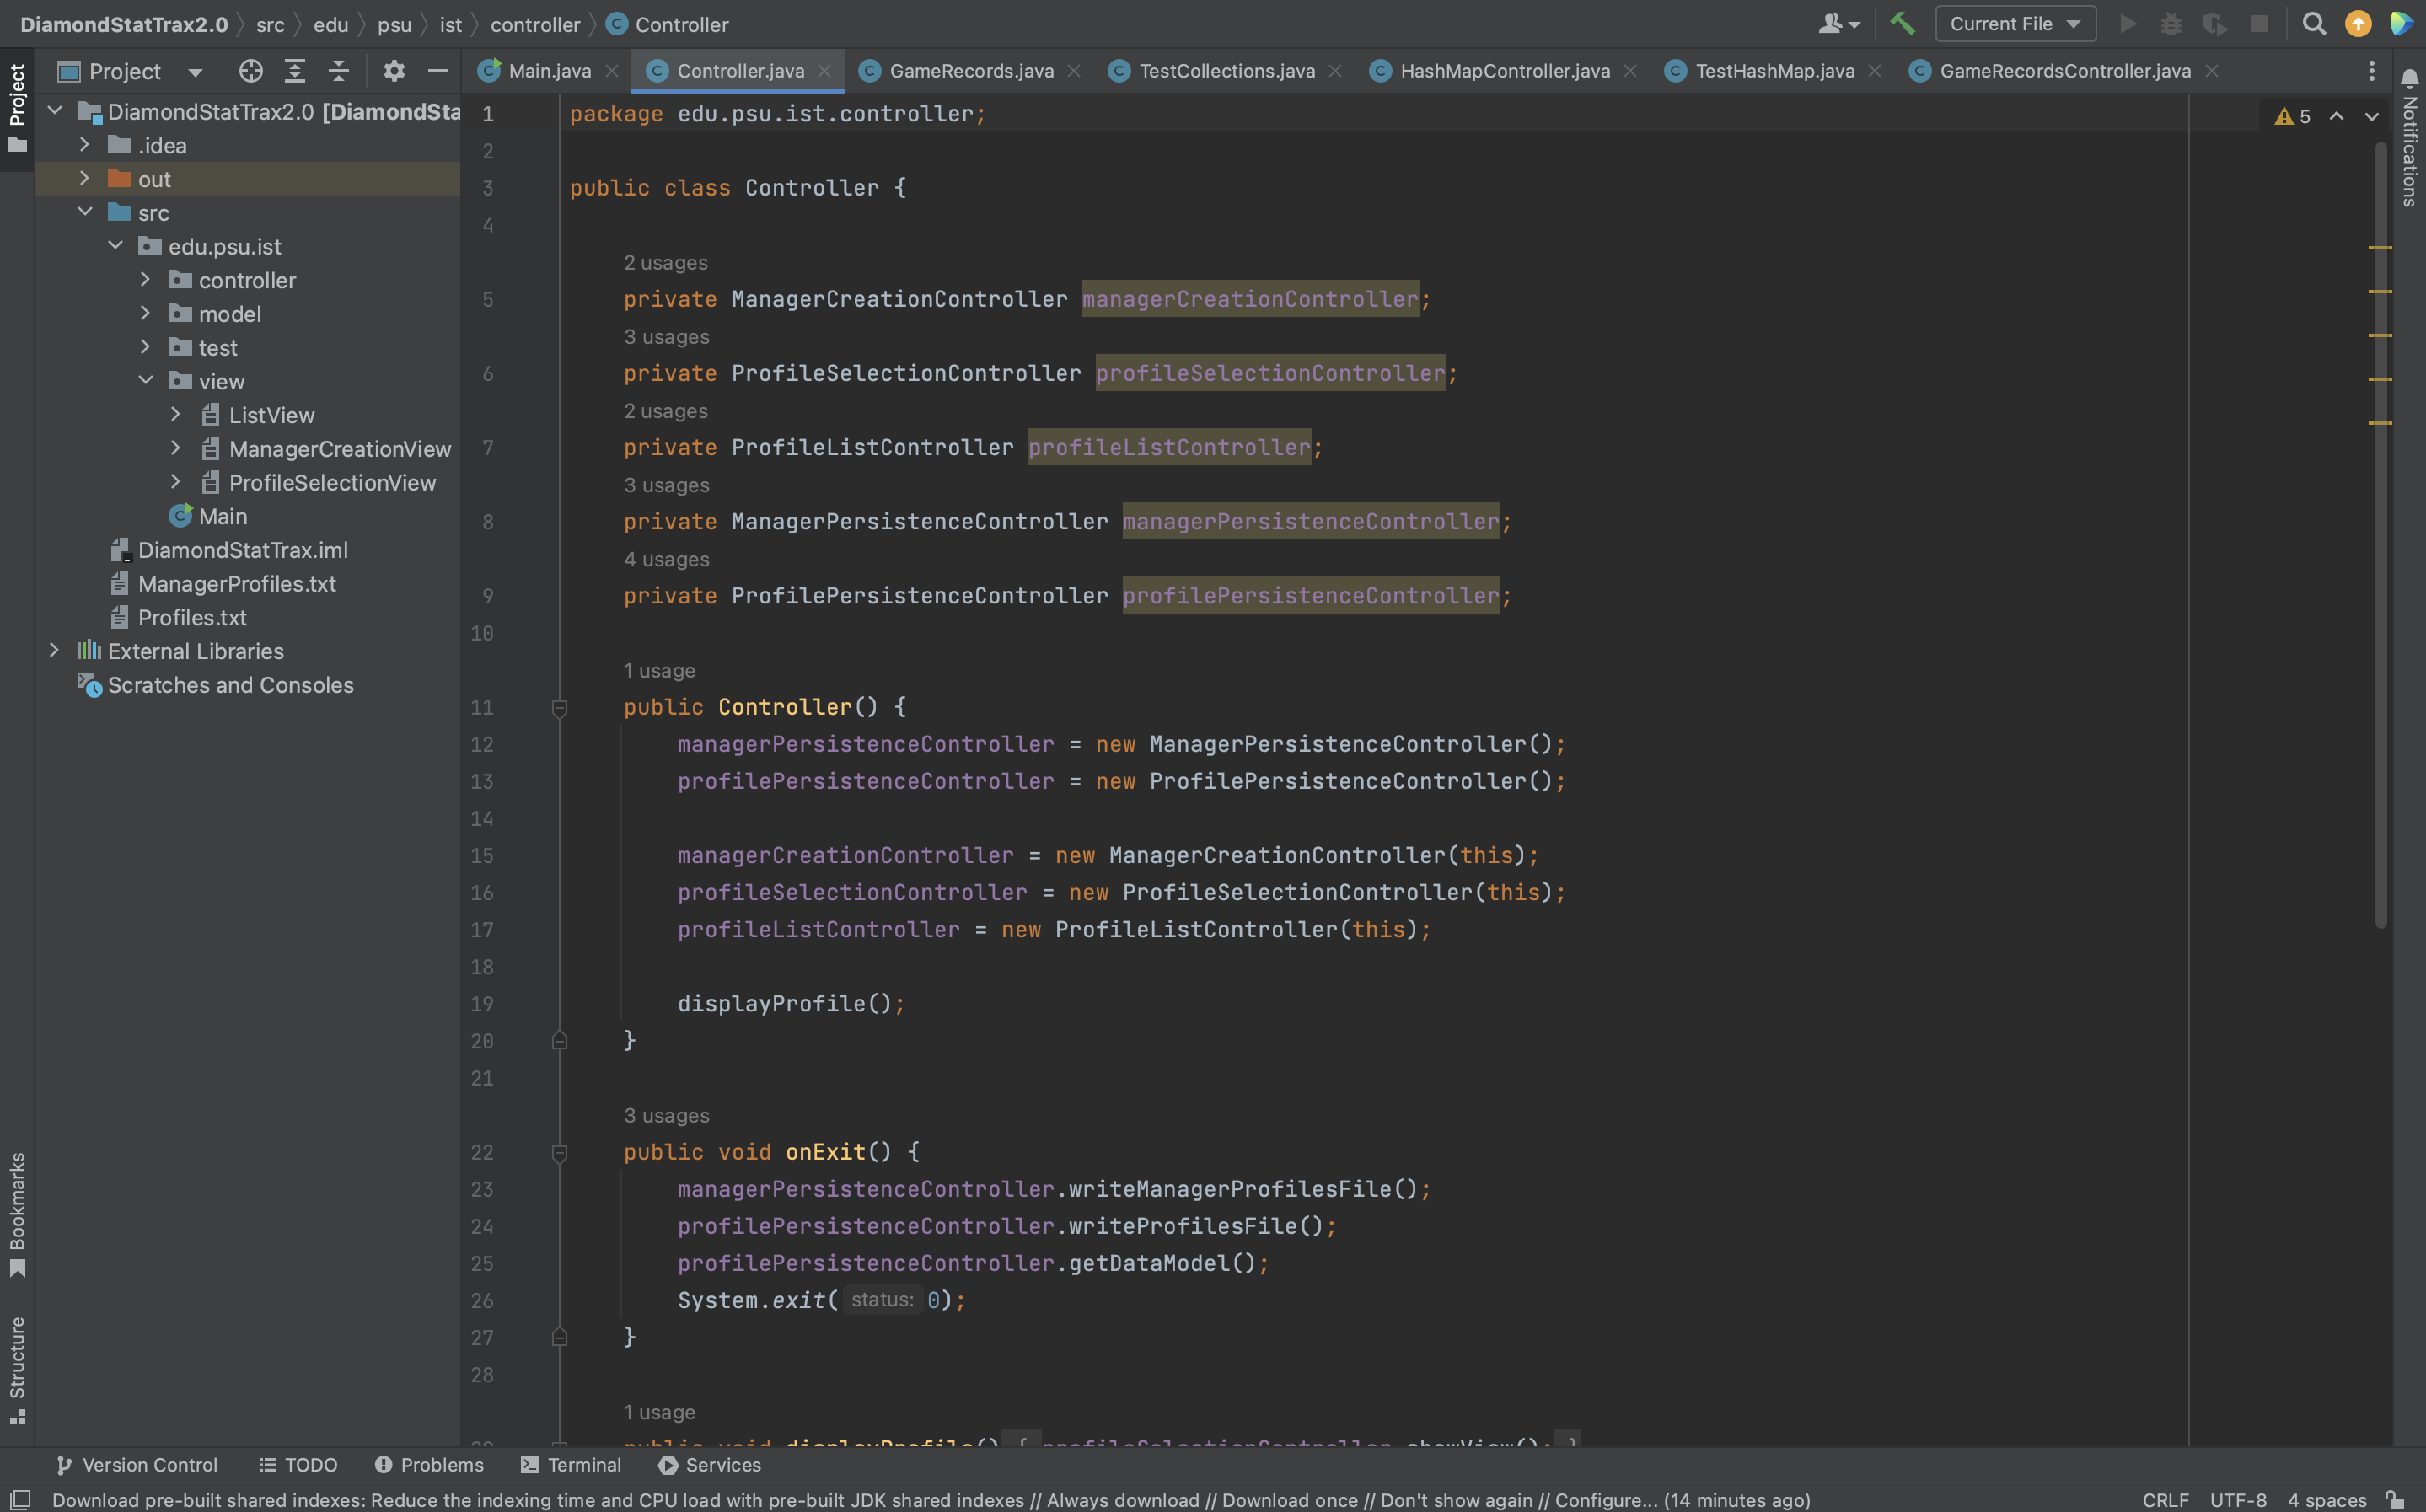 DiamondStatTrax2.0 src edu psu ist controller Controller
Current File
Project
Main.java Controller.java GameRecords.java TestCollections.java HashMapController.java TestHashMap.java GameRecordsController.java
Project
DiamondStatTrax2.0 [DiamondSta
.idea
out
src
edu.psu.ist
controller
model
test
view
ListView
ManagerCreationView
ProfileSelectionView
Main
DiamondStatTrax.iml
ManagerProfiles.txt
Profiles.txt
External Libraries
Scratches and Consoles
Bookmarks
Structure
5
Notifications
1 package edu.psu.ist.controller;
2
3 public class Controller {
4
2 usages
5 private ManagerCreationController managerCreationController;
3 usages
6 private ProfileSelectionController profileSelectionController;
2 usages
7 private ProfileListController profileListController;
3 usages
8 private ManagerPersistenceController managerPersistenceController;
4 usages
9 private ProfilePersistenceController profilePersistenceController;
10
1 usage
11 public Controller() {
12 managerPersistenceController = new ManagerPersistenceController();
13 profilePersistenceController = new ProfilePersistenceController();
14
15 managerCreationController = new ManagerCreationController(this);
16 profileSelectionController = new ProfileSelectionController(this);
17 profileListController = new ProfileListController(this);
18
19 displayProfile();
20 }
21
3 usages
22 public void onExit() {
23 managerPersistenceController.writeManagerProfilesFile();
24 profilePersistenceController.writeProfilesFile();
25 profilePersistenceController.getDataModel();
26 System.exit( status: 0);
27 }
28
1 usage
public void displayProfile() { profileSelectionController.showView(); }
Version Control TODO Problems Terminal Services
Download pre-built shared indexes: Reduce the indexing time and CPU load with pre-built JDK shared indexes // Always download // Download once // Don't show again // Configure... (14 minutes ago)
CRLF UTF-8 4 spaces